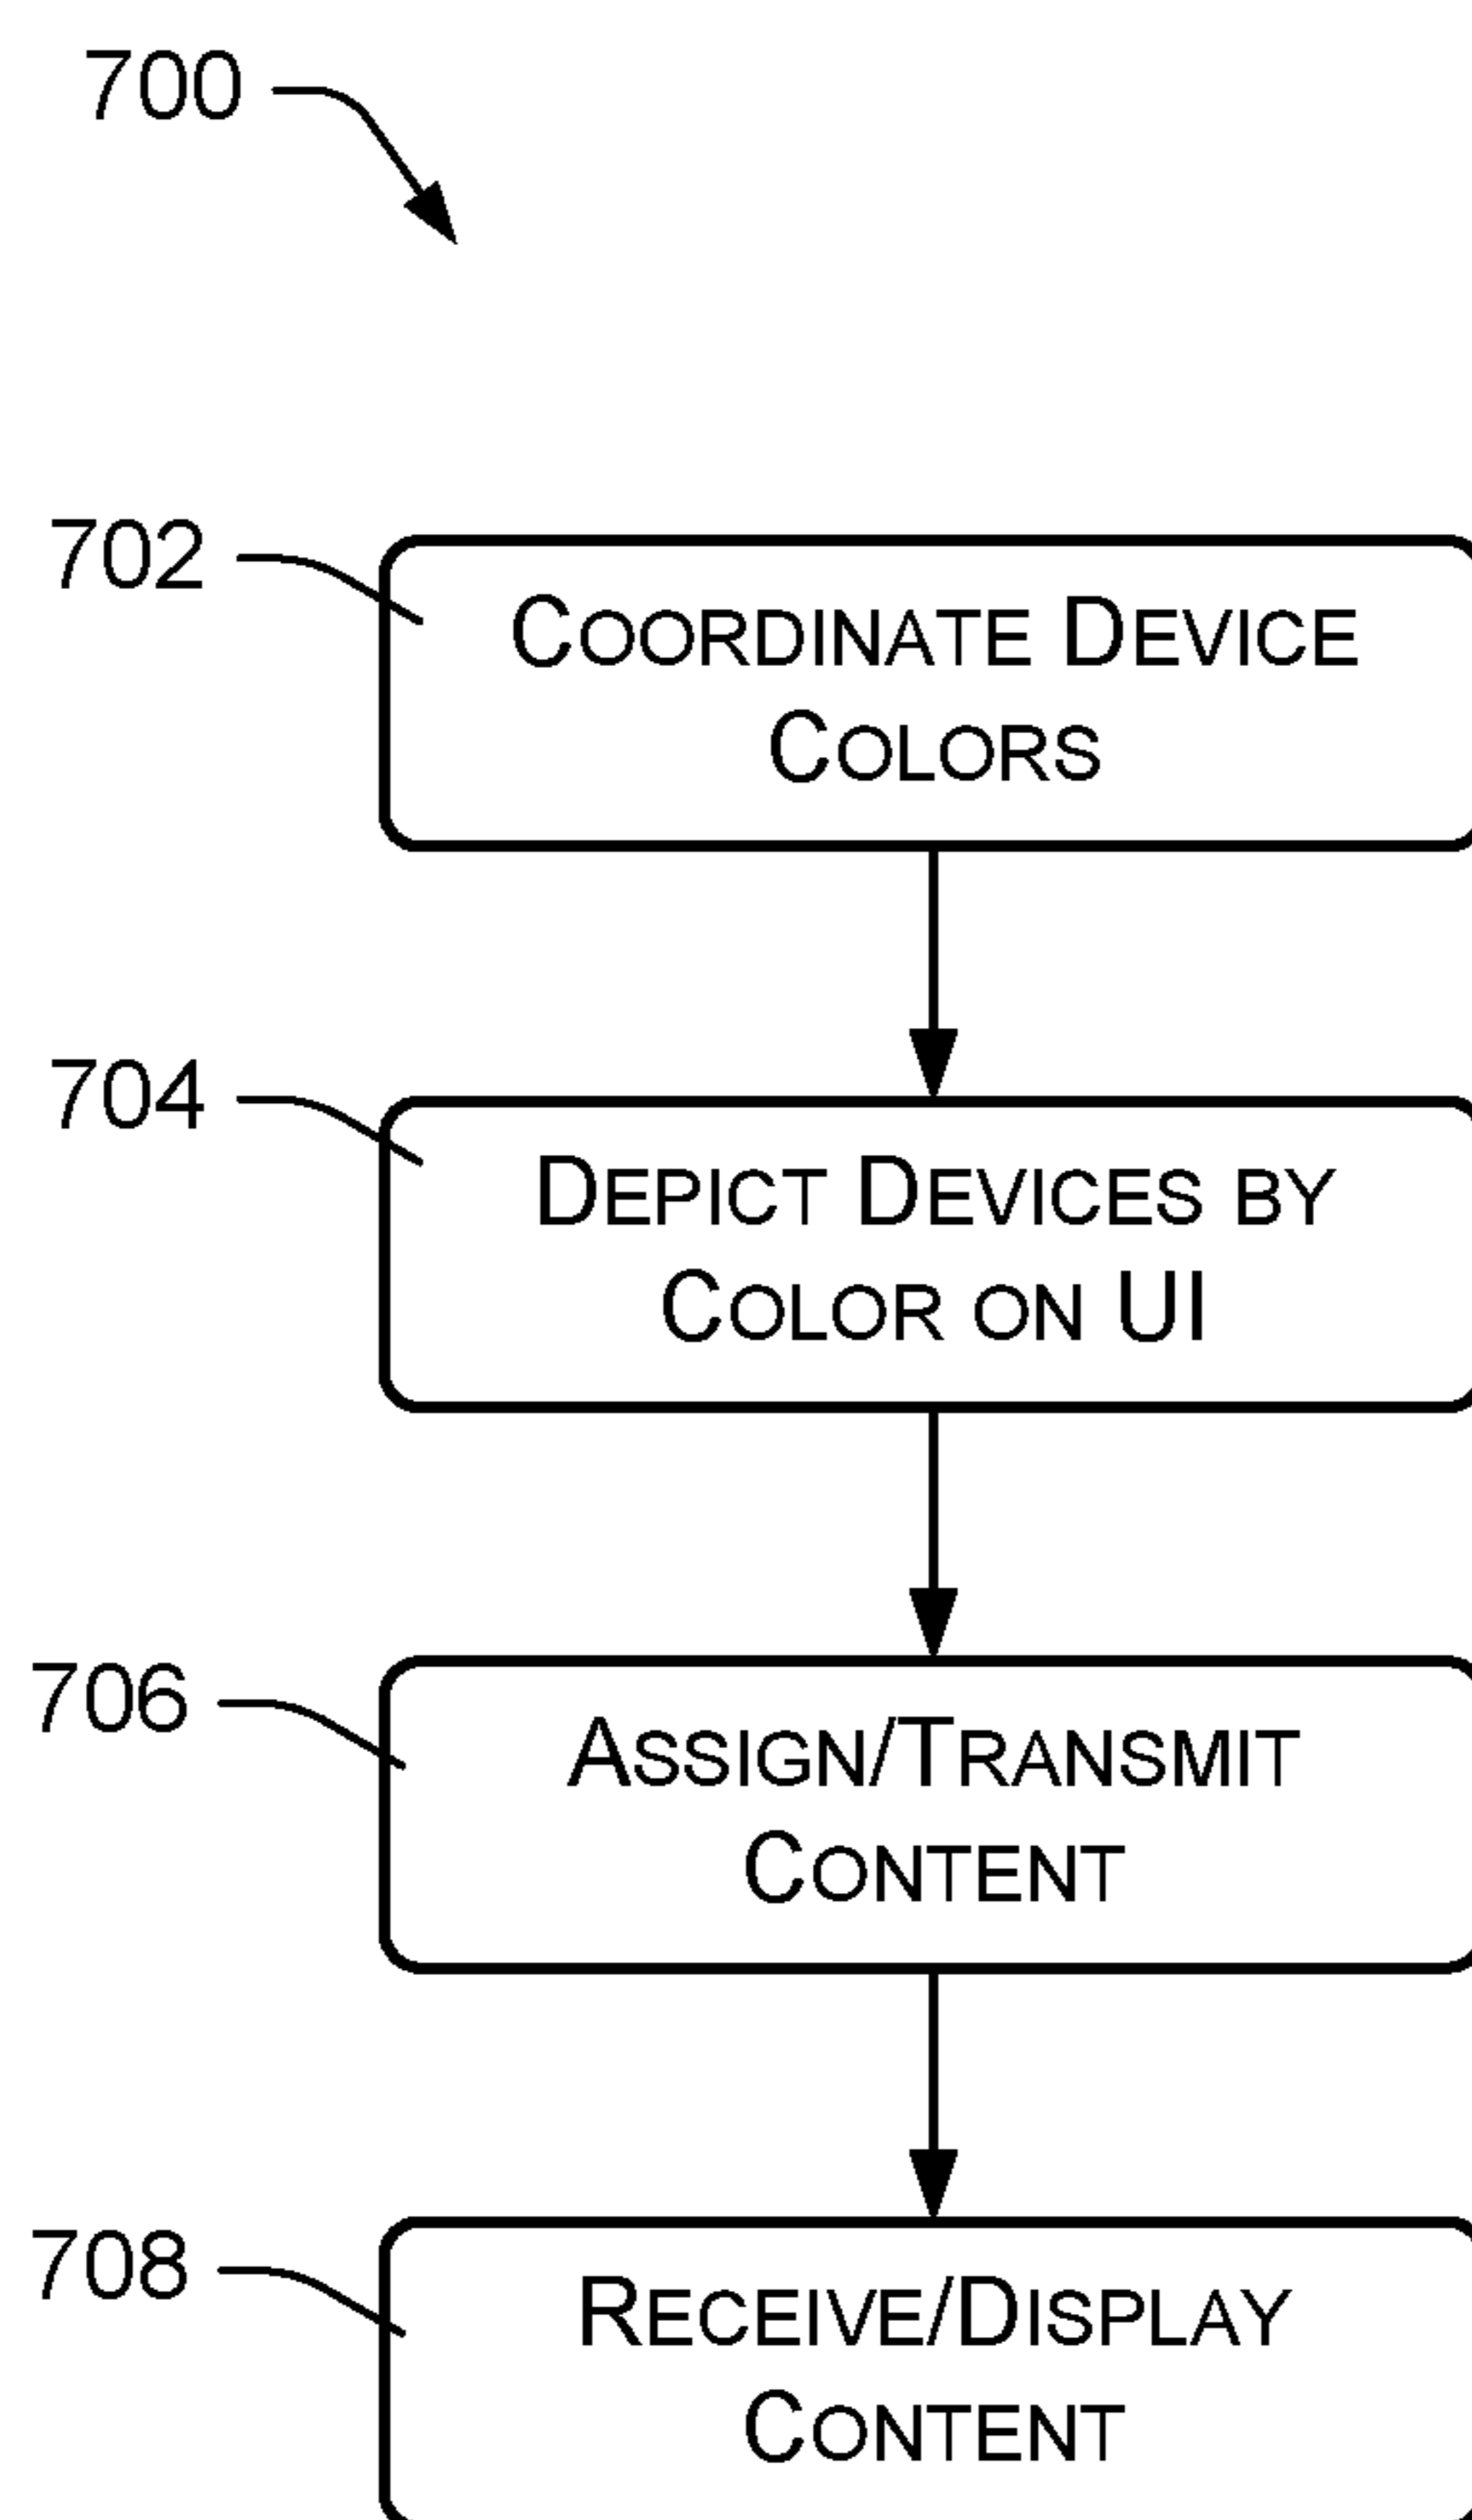 700
702
COORDINATE DEVICE
COLORS
704
DEPICT DEVICES BY
COLOR ON UI
706
ASSIGN/TRANSMIT
CONTENT
708
RECEIVE/DISPLAY
CONTENT